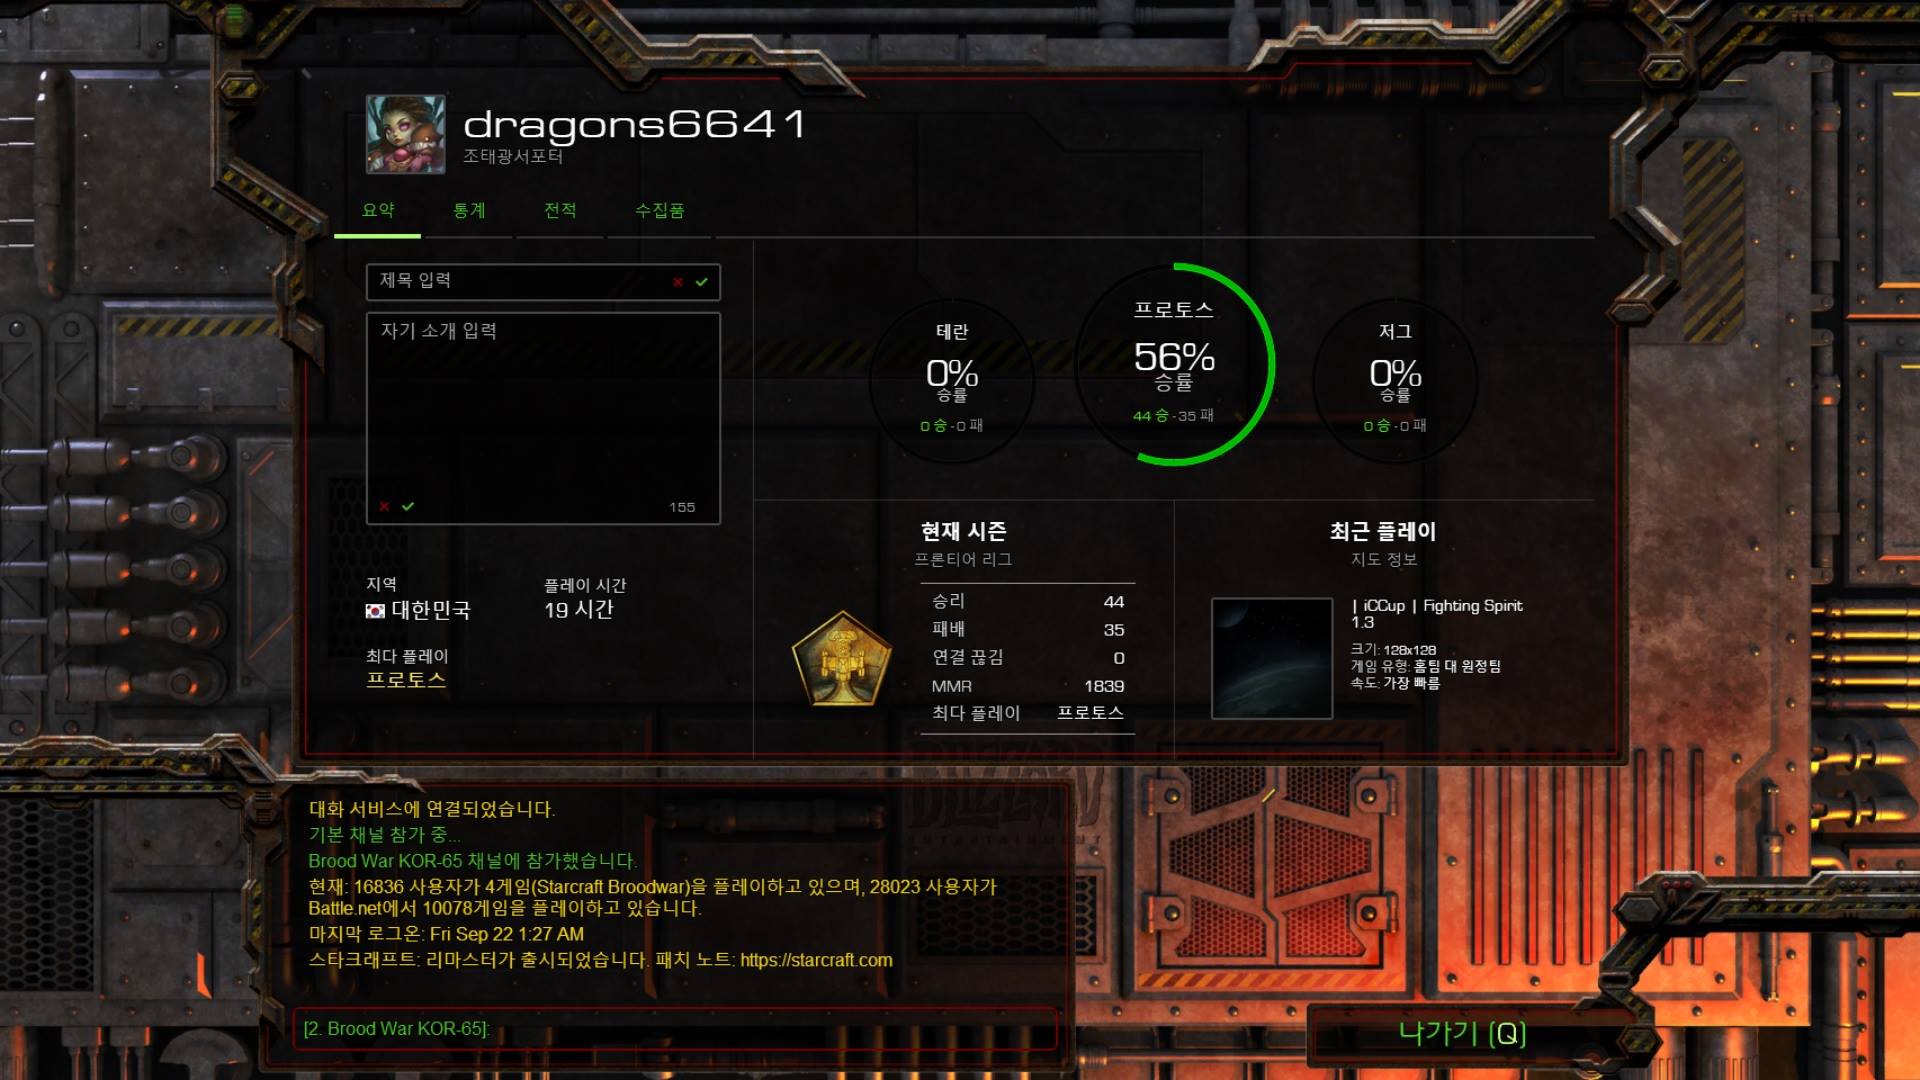 dragons6641
조태광서포터
요약 통계 전적 수집품
제목 입력
자기 소개 입력
155
지역
대한민국
플레이 시간
19 시간
최다 플레이
프로토스
테란
0%
승률
0 승-0 패
프로토스
56%
승률
44 승-35 패
저그
0%
승률
0 승-0 패
현재 시즌
프론티어 리그
승리 44
패배 35
연결 끊김 0
MMR 1839
최다 플레이 프로토스
최근 플레이
지도 정보
| iCCup | Fighting Spirit
1.3
크기: 128x128
게임 유형: 홈팀 대 원정팀
속도: 가장 빠름
BLIZZARD
ENTERTAINMENT
대화 서비스에 연결되었습니다.
기본 채널 참가 중...
Brood War KOR-65 채널에 참가했습니다.
현재: 16836 사용자가 4게임(Starcraft Broodwar)을 플레이하고 있으며, 28023 사용자가
Battle.net에서 10078게임을 플레이하고 있습니다.
마지막 로그온: Fri Sep 22 1:27 AM
스타크래프트: 리마스터가 출시되었습니다. 패치 노트: https://starcraft.com
[2. Brood War KOR-65]:
나가기 (Q)